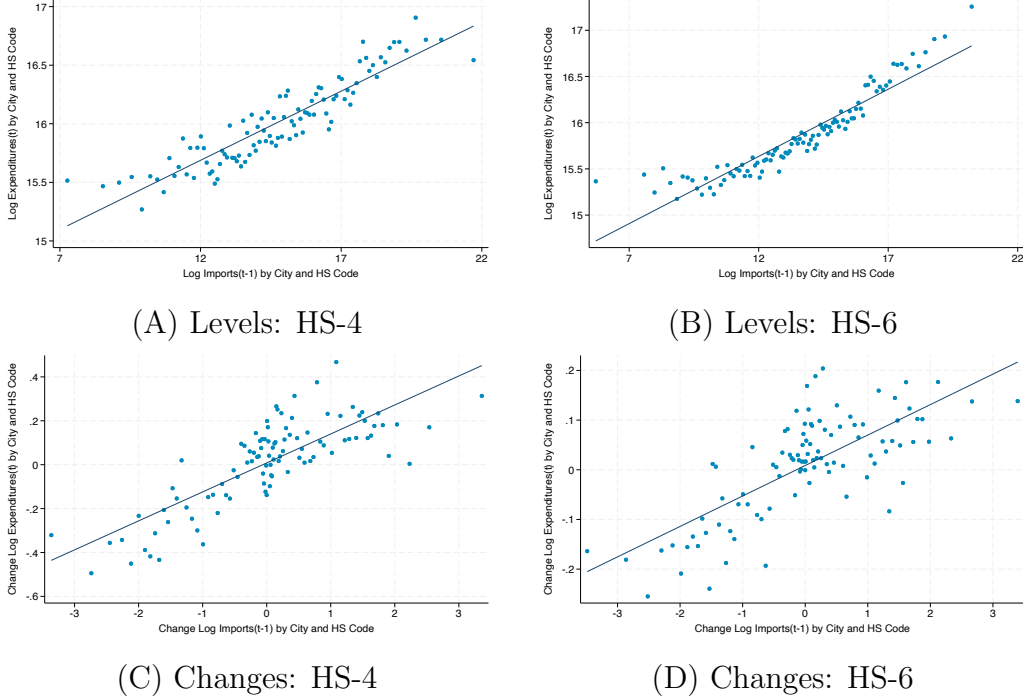 Log Expenditures(t) by City and HS Code
17
16.5
16
15.5
15
7 12 17 22
Log Imports(t-1) by City and HS Code
(A) Levels: HS-4
Log Expenditures(t) by City and HS Code
17
16.5
16
15.5
15
7 12 17 22
Log Imports(t-1) by City and HS Code
(B) Levels: HS-6
Change Log Expenditures(t) by City and HS Code
.4
.2
0
-.2
-.4
-.6
-3 -2 -1 0 1 2 3
Change Log Imports(t-1) by City and HS Code
(C) Changes: HS-4
Change Log Expenditures(t) by City and HS Code
.2
.1
0
-.1
-.2
-3 -2 -1 0 1 2 3
Change Log Imports(t-1) by City and HS Code
(D) Changes: HS-6